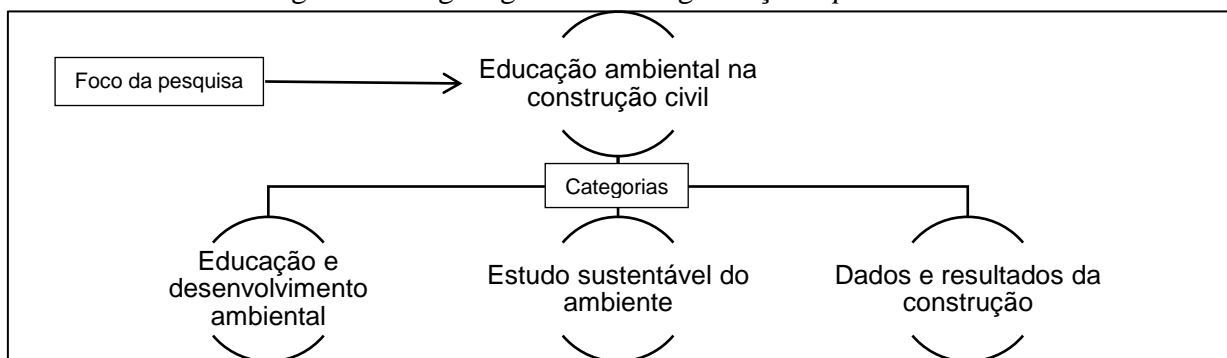 Foco da pesquisa
Educação ambiental na
construção civil
Categorias
Educação e
desenvolvimento
ambiental
Estudo sustentável do
ambiente
Dados e resultados da
construção